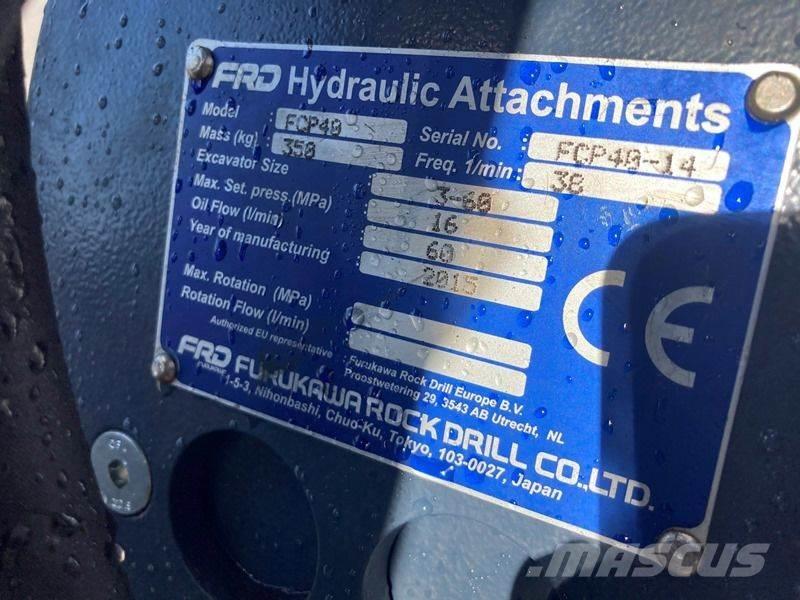 FRD Hydraulic Attachments
Model FCP40 Serial No. : FCP40-14
Mass (kg) 350 Freq. 1/min : 38
Excavator Size 3-60
Max. Set. press. (MPa) 16
Oil Flow (l/min) 60
Year of manufacturing 2015
Max. Rotation (MPa)
Rotation Flow (l/min)
Authorized EU representative : Furukawa Rock Drill Europe B.V.
Proostwetering 29, 3543 AB Utrecht, NL
CE
FRD FURUKAWA ROCK DRILL CO.,LTD.
FURUKAWA
1-5-3, Nihonbashi, Chuo-Ku, Tokyo, 103-0027, Japan
MASCUS